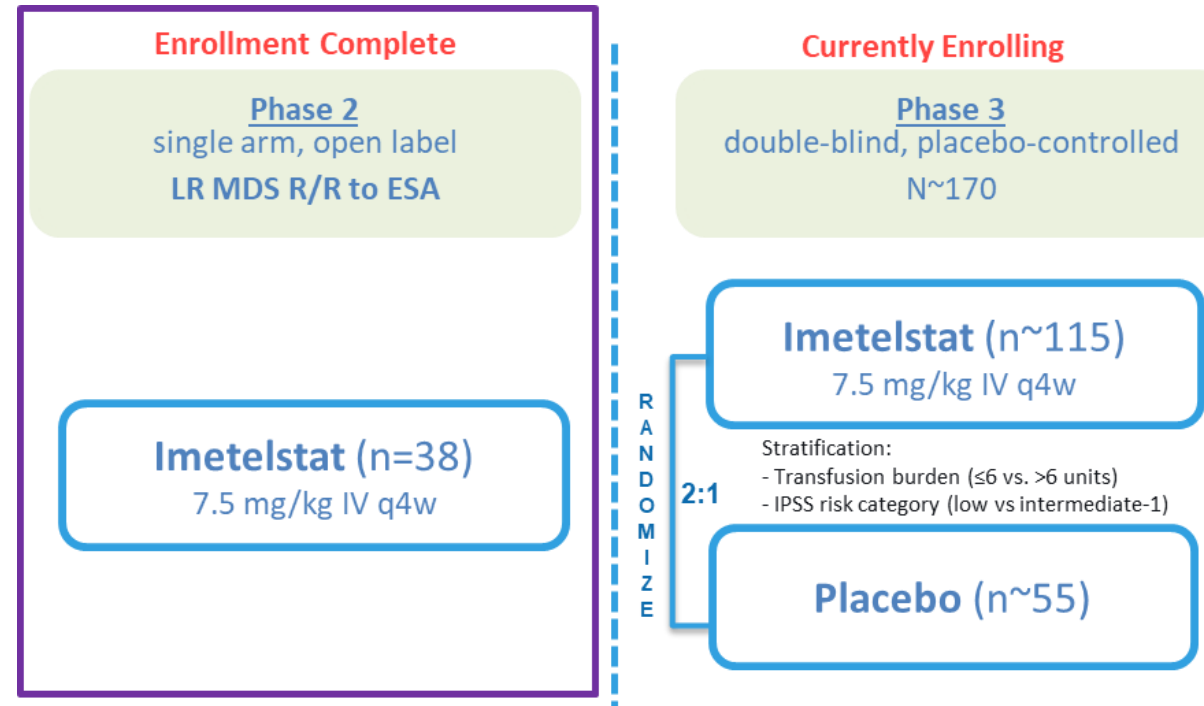 Enrollment Complete
Phase 2
single arm, open label
LR MDS R/R to ESA
Imetelstat (n=38)
7.5 mg/kg IV q4w
Currently Enrolling
Phase 3
double-blind, placebo-controlled
N~170
RANDOMIZE
2:1
Imetelstat (n~115)
7.5 mg/kg IV q4w
Stratification:
- Transfusion burden (≤6 vs. >6 units)
- IPSS risk category (low vs intermediate-1)
Placebo (n~55)